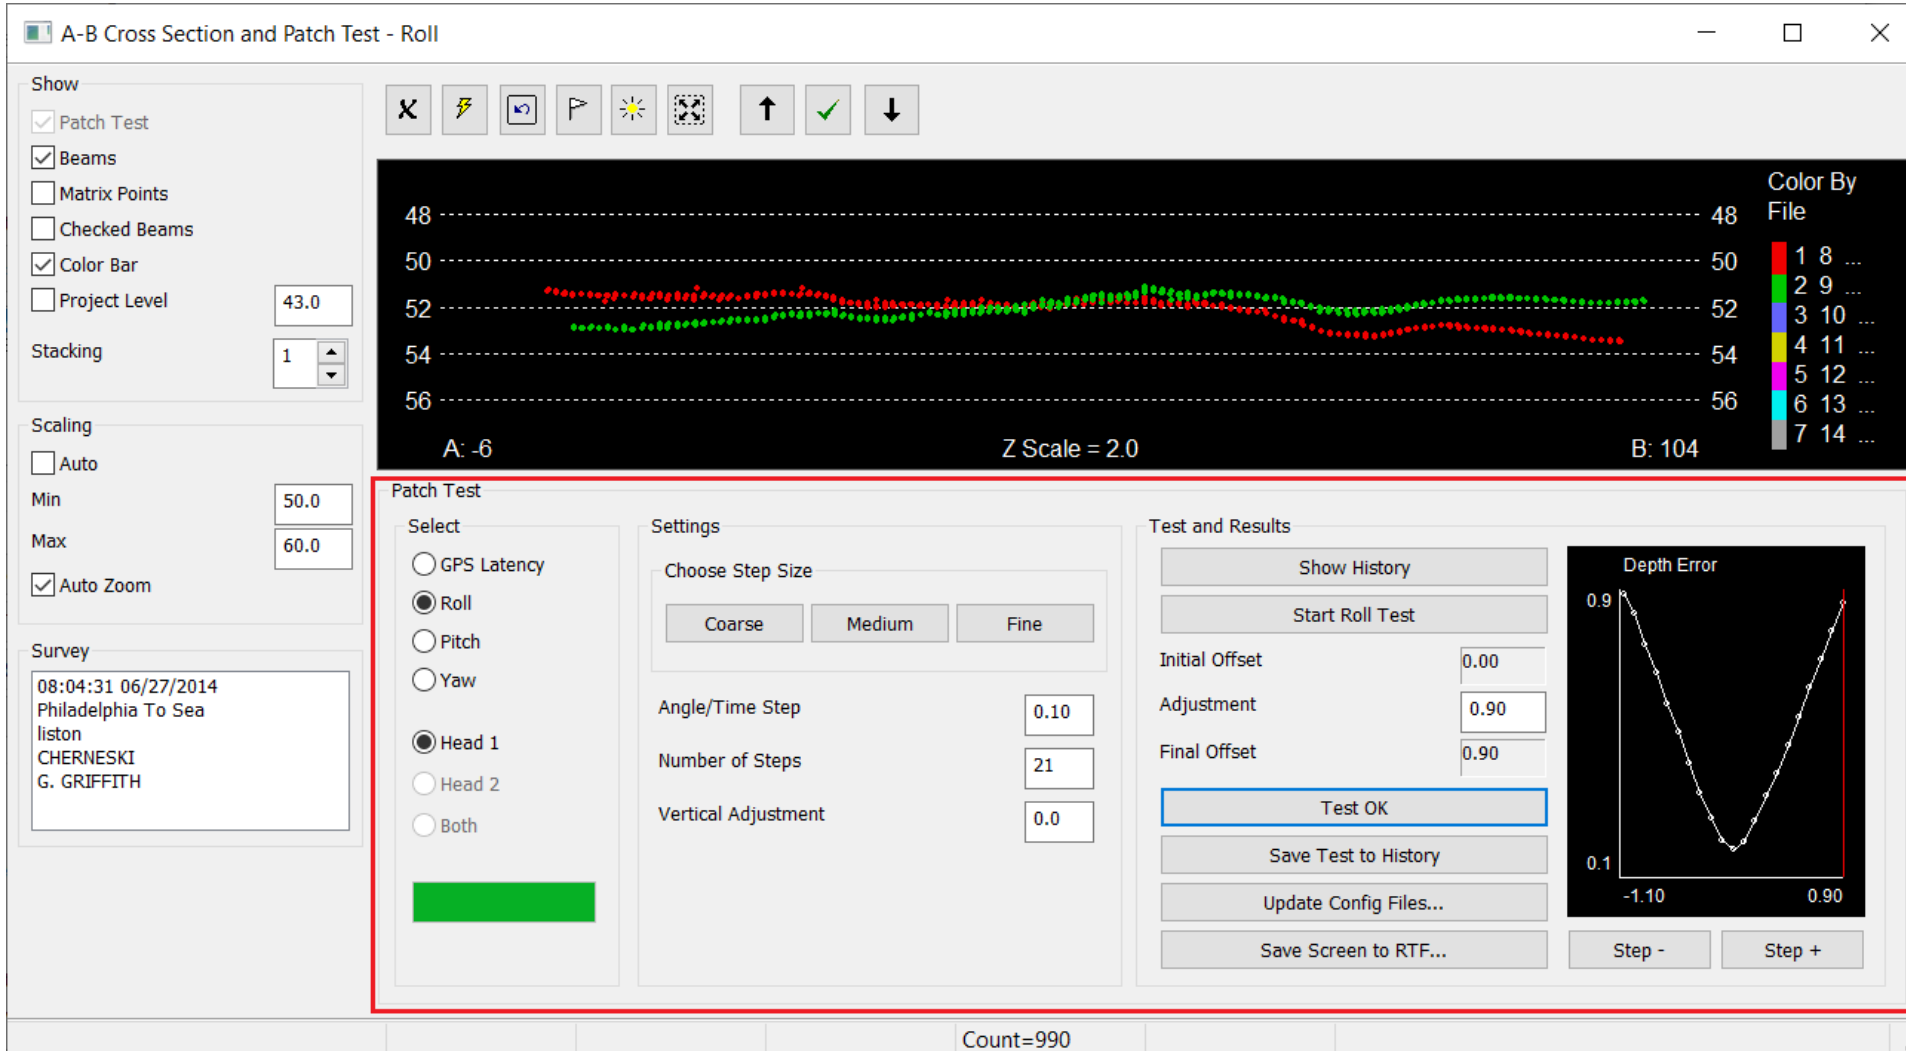 A-B Cross Section and Patch Test - Roll
Show
Patch Test
Beams
Matrix Points
Checked Beams
Color Bar
Project Level 43.0
Stacking 1
Scaling
Auto
Min 50.0
Max 60.0
Auto Zoom
Survey
08:04:31 06/27/2014
Philadelphia To Sea
liston
CHERNESKI
G. GRIFFITH
48 48
50 50
52 52
54 54
56 56
A: -6 Z Scale = 2.0 B: 104
Color By
File
1 8 ...
2 9 ...
3 10 ...
4 11 ...
5 12 ...
6 13 ...
7 14 ...
Patch Test
Select
GPS Latency
Roll
Pitch
Yaw
Head 1
Head 2
Both
Settings
Choose Step Size
Coarse Medium Fine
Angle/Time Step 0.10
Number of Steps 21
Vertical Adjustment 0.0
Test and Results
Show History
Start Roll Test
Initial Offset 0.00
Adjustment 0.90
Final Offset 0.90
Test OK
Save Test to History
Update Config Files...
Save Screen to RTF...
Depth Error
0.9
0.1
-1.10 0.90
Step - Step +
Count=990